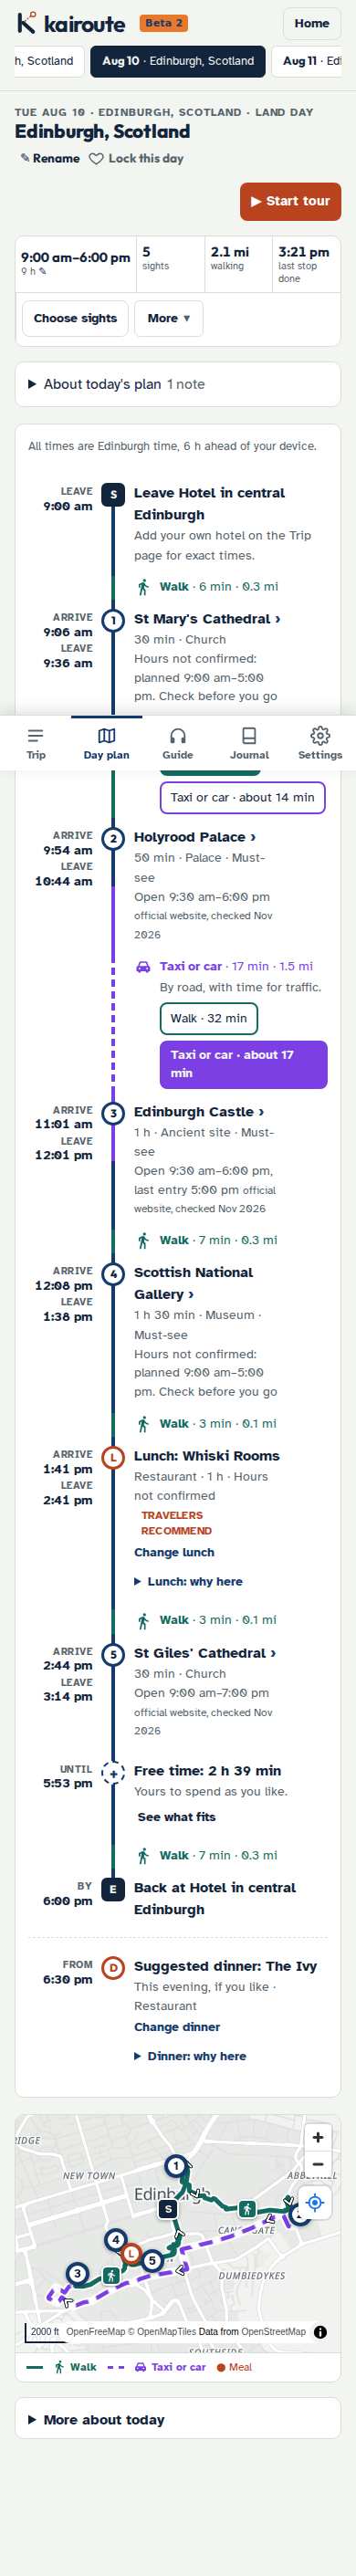 kairoute Beta 2 Home
h, Scotland Aug 10 · Edinburgh, Scotland Aug 11 · Edi
TUE AUG 10 · EDINBURGH, SCOTLAND · LAND DAY
Edinburgh, Scotland
✎ Rename Lock this day
▶ Start tour
9:00 am–6:00 pm
9 h ✎
5
sights
2.1 mi
walking
3:21 pm
last stop
done
Choose sights More ▾
▶ About today's plan 1 note
All times are Edinburgh time, 6 h ahead of your device.
LEAVE
9:00 am
S
Leave Hotel in central
Edinburgh
Add your own hotel on the Trip
page for exact times.
Walk · 6 min · 0.3 mi
ARRIVE
9:06 am
LEAVE
9:36 am
1
St Mary's Cathedral ›
30 min · Church
Hours not confirmed:
planned 9:00 am–5:00
pm. Check before you go
Trip Day plan Guide Journal Settings
Taxi or car · about 14 min
ARRIVE
9:54 am
LEAVE
10:44 am
2
Holyrood Palace ›
50 min · Palace · Must-
see
Open 9:30 am–6:00 pm
official website, checked Nov
2026
Taxi or car · 17 min · 1.5 mi
By road, with time for traffic.
Walk · 32 min
Taxi or car · about 17
min
ARRIVE
11:01 am
LEAVE
12:01 pm
3
Edinburgh Castle ›
1 h · Ancient site · Must-
see
Open 9:30 am–6:00 pm,
last entry 5:00 pm official
website, checked Nov 2026
Walk · 7 min · 0.3 mi
ARRIVE
12:08 pm
LEAVE
1:38 pm
4
Scottish National
Gallery ›
1 h 30 min · Museum ·
Must-see
Hours not confirmed:
planned 9:00 am–5:00
pm. Check before you go
Walk · 3 min · 0.1 mi
ARRIVE
1:41 pm
LEAVE
2:41 pm
L
Lunch: Whiski Rooms
Restaurant · 1 h · Hours
not confirmed
TRAVELERS
RECOMMEND
Change lunch
▶ Lunch: why here
Walk · 3 min · 0.1 mi
ARRIVE
2:44 pm
LEAVE
3:14 pm
5
St Giles' Cathedral ›
30 min · Church
Open 9:00 am–7:00 pm
official website, checked Nov
2026
UNTIL
5:53 pm
+
Free time: 2 h 39 min
Yours to spend as you like.
See what fits
Walk · 7 min · 0.3 mi
BY
6:00 pm
E
Back at Hotel in central
Edinburgh
FROM
6:30 pm
D
Suggested dinner: The Ivy
This evening, if you like ·
Restaurant
Change dinner
▶ Dinner: why here
RIDGE
NEW TOWN
1
Edinburgh
S
4
L
5
3
DUMBIEDYKES
+
−
2000 ft OpenFreeMap © OpenMapTiles Data from OpenStreetMap
Walk Taxi or car Meal
▶ More about today